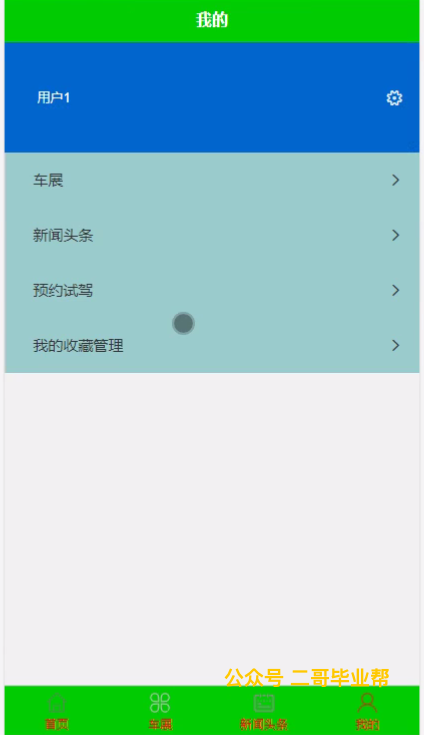 我的
用户1
车展
新闻头条
预约试驾
我的收藏管理
公众号 二哥毕业帮
首页
车展
新闻头条
我的